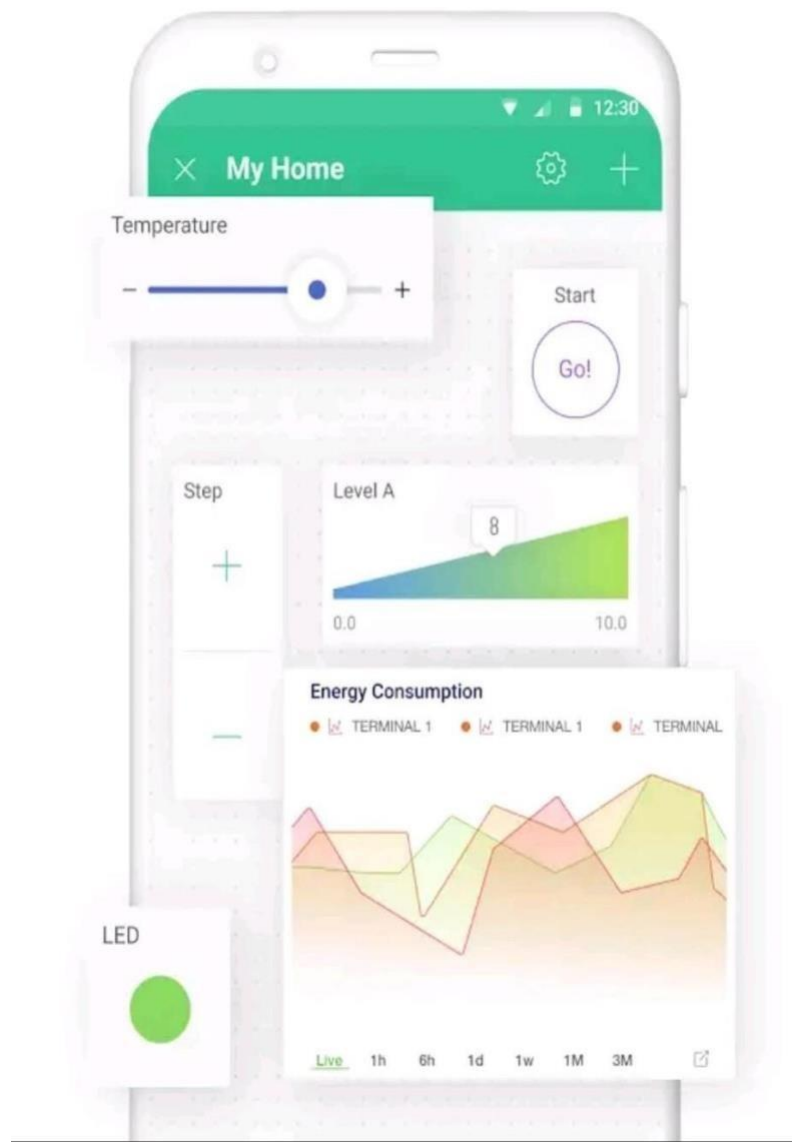 12:30
My Home
Temperature
− +
Start
Go!
Step
+
−
Level A
8
0.0 10.0
Energy Consumption
TERMINAL 1 TERMINAL 1 TERMINAL
LED
Live 1h 6h 1d 1w 1M 3M